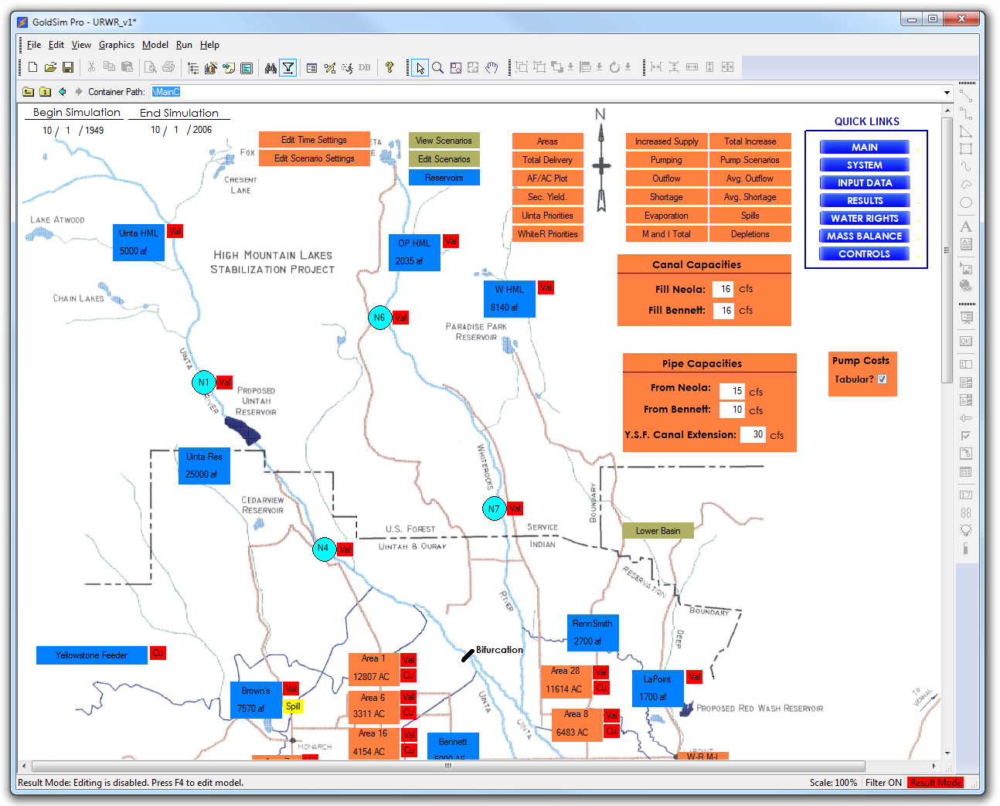 GoldSim Pro - URWR_v1*
File Edit View Graphics Model Run Help
DB
Container Path: \MainC
Begin Simulation End Simulation
10 / 1 / 1949 10 / 1 / 2006
Edit Time Settings
Edit Scenario Settings
View Scenarios
Edit Scenarios
Reservoirs
Areas
Total Delivery
AF/AC Plot
Sec. Yield.
Uinta Priorities
WhiteR Priorities
N
Increased Supply Total Increase
Pumping Pump Scenarios
Outflow Avg. Outflow
Shortage Avg. Shortage
Evaporation Spills
M and I Total Depletions
QUICK LINKS
MAIN
SYSTEM
INPUT DATA
RESULTS
WATER RIGHTS
MASS BALANCE
CONTROLS
FOX
CRESENT
LAKE
LAKE ATWOOD
Uinta HML
5000 af
Val
HIGH MOUNTAIN LAKES
STABILIZATION PROJECT
OP HML
2035 af
Val
W HML
8140 af
Val
CHAIN LAKES
N6 Val
PARADISE PARK
RESERVOIR
Canal Capacities
Fill Neola: 16 cfs
Fill Bennett: 16 cfs
Pipe Capacities
From Neola: 15 cfs
From Bennett: 10 cfs
Y.S.F. Canal Extension: 30 cfs
Pump Costs
Tabular?
UINTA
RIVER
N1 Val
PROPOSED
UINTAH
RESERVOIR
Uinta Res
25000 af
CEDARVIEW
RESERVOIR
WHITEROCKS
RIVER
N7 Val
N4 Val
U.S. FOREST SERVICE
UINTAH & OURAY INDIAN
BOUNDARY
Lower Basin
RESERVATION
BOUNDARY
DEEP
Yellowstone Feeder Cu
RennSmith
2700 af
Bifurcation
Area 1
12807 AC
Val
Cu
Area 6
3311 AC
Val
Cu
Area 16
4154 AC
Val
Cu
Brown's
7570 af
Val
Spill
Area 28
11614 AC
Val
Cu
Area 8
6483 AC
Val
Cu
LaPoint
1700 af
Val
PROPOSED RED WASH RESERVOIR
TO
VERNAL
UINTA
UINTA
MONARCH
Bennett
W-R M-I
Result Mode: Editing is disabled. Press F4 to edit model.
Scale: 100% Filter ON Result Mode